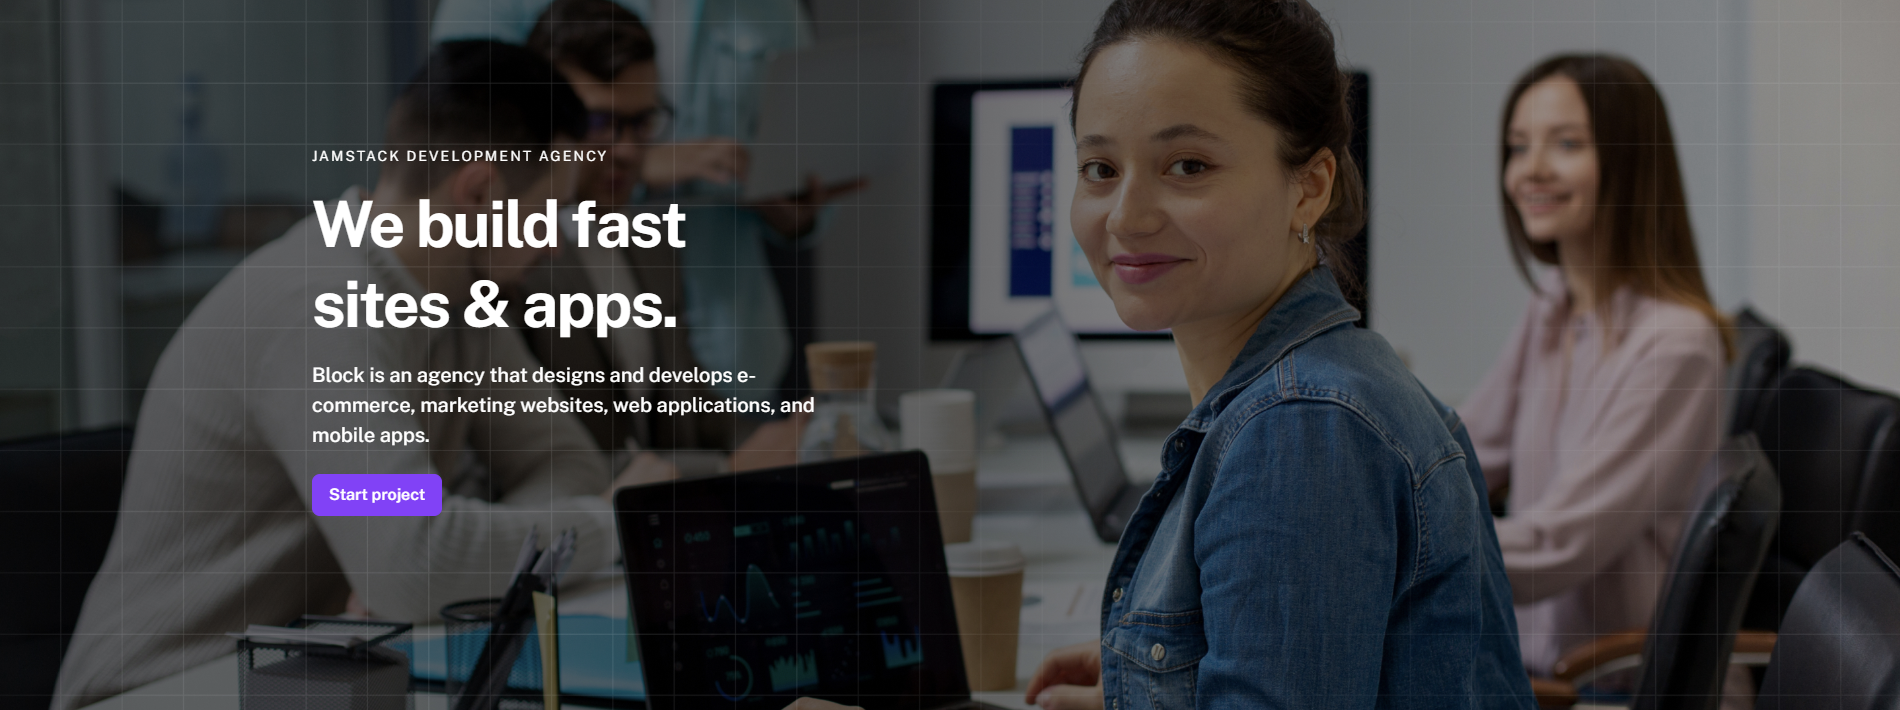 JAMSTACK DEVELOPMENT AGENCY
We build fast
sites & apps.
Block is an agency that designs and develops e-
commerce, marketing websites, web applications, and
mobile apps.
Start project